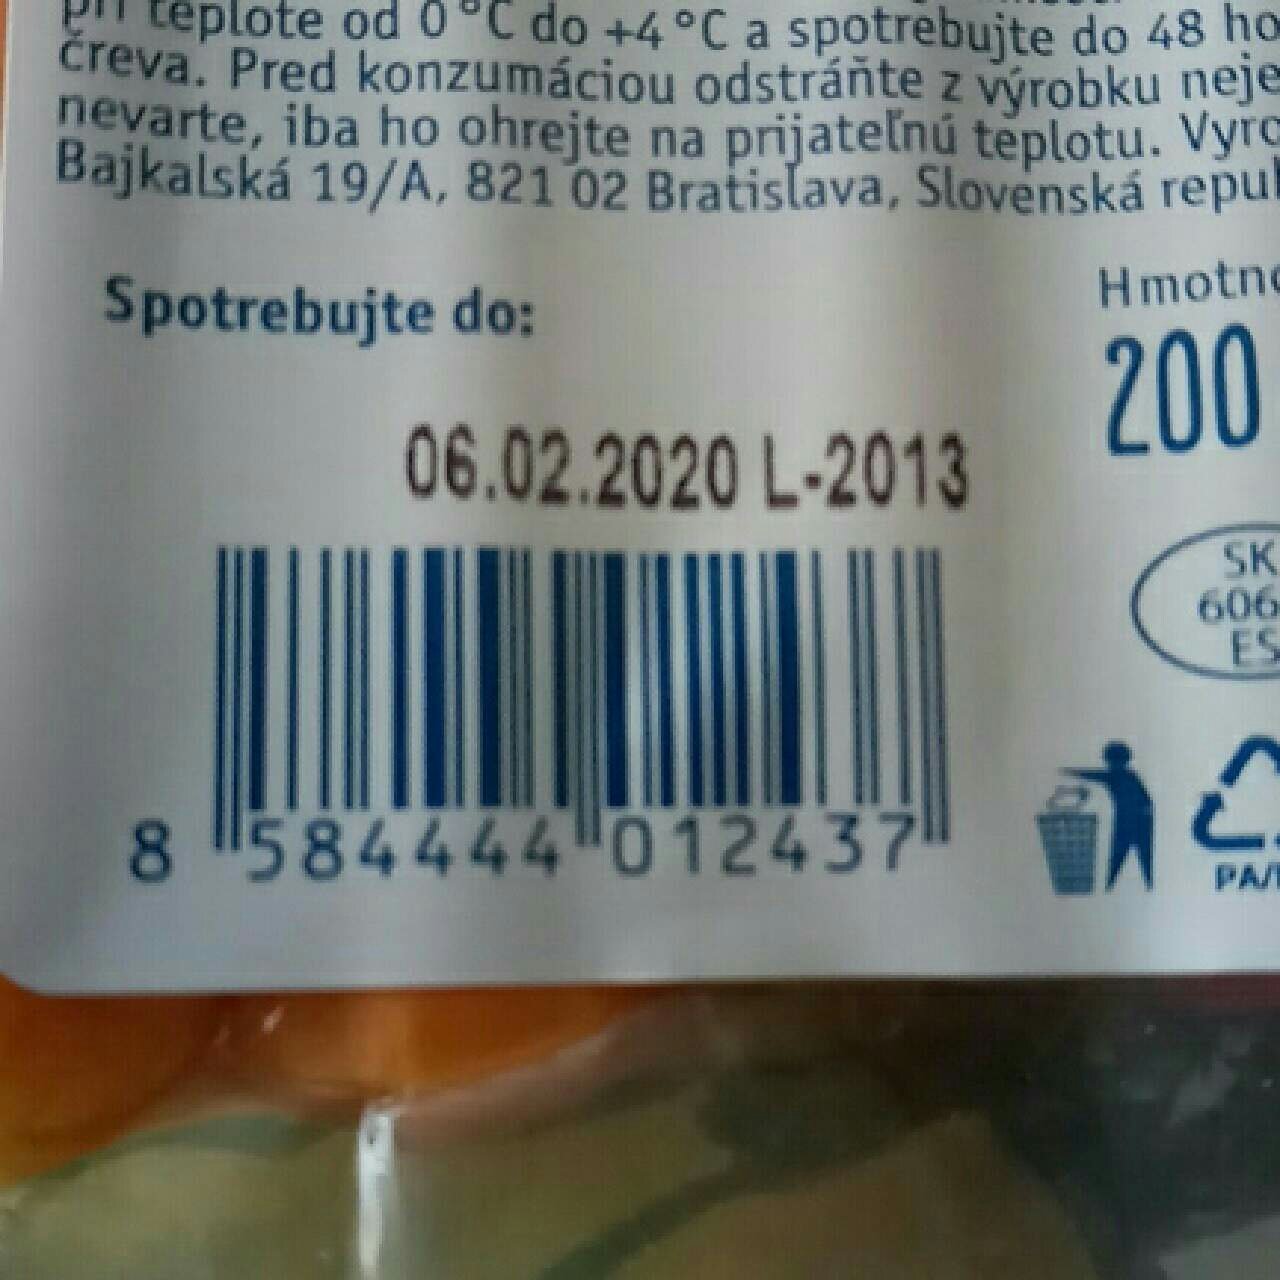 pri teplote od 0 °C do +4 °C a spotrebujte do 48 ho
čreva. Pred konzumáciou odstráňte z výrobku neje
nevarte, iba ho ohrejte na prijateľnú teplotu. Vyro
Bajkalská 19/A, 821 02 Bratislava, Slovenská repub
Spotrebujte do:
Hmotno
200
06.02.2020 L-2013
SK
606
ES
8 584444 012437
PA/